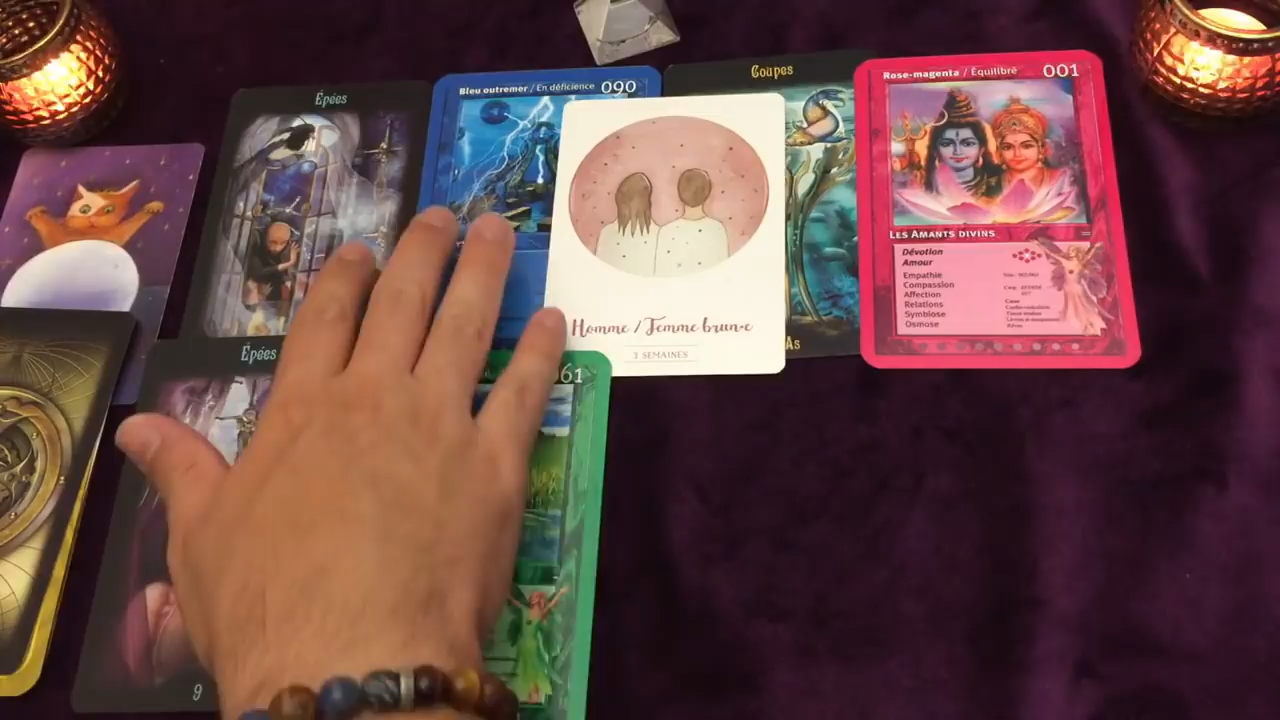 Épées
Bleu outremer / En déficience 090
Coupes
Rose-magenta / Équilibré 001
LES AMANTS DIVINS
Dévotion
Amour
Empathie
Compassion
Affection
Relations
Symbiose
Osmose
Homme / Femme brun·e
3 SEMAINES
As
Épées
61
9